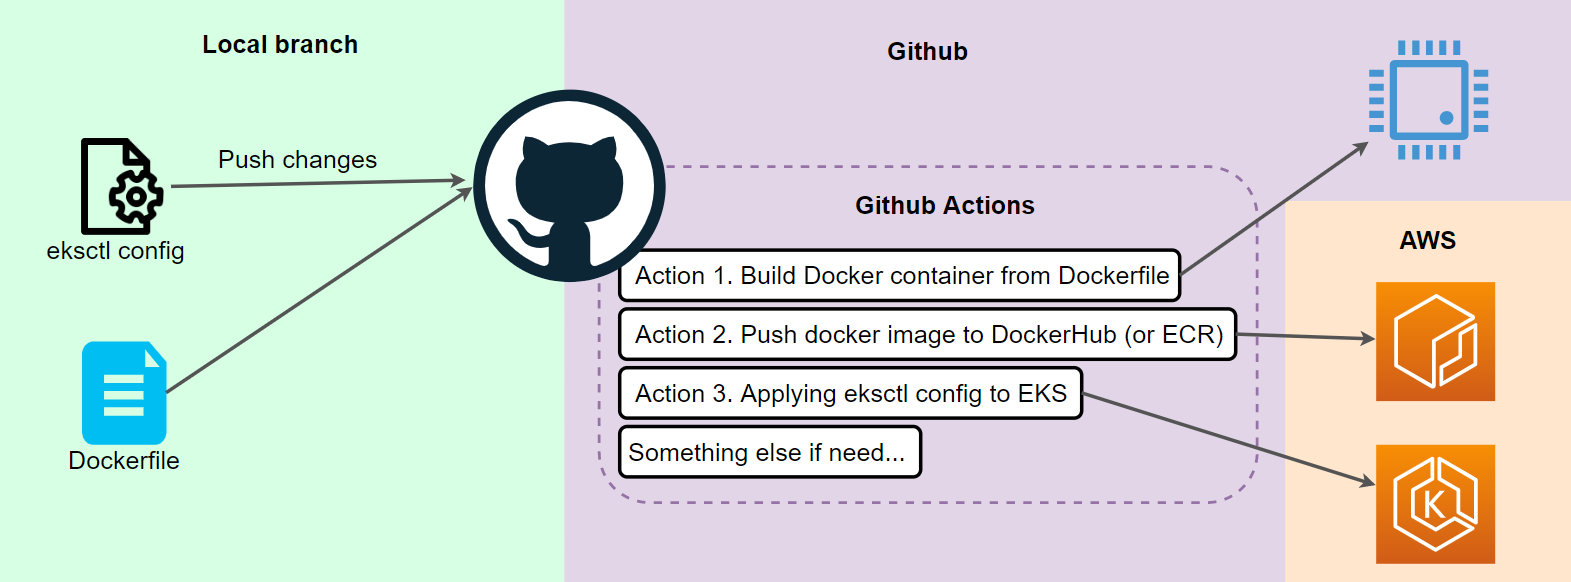 Local branch
Github
Push changes
eksctl config
Dockerfile
Github Actions
Action 1. Build Docker container from Dockerfile
Action 2. Push docker image to DockerHub (or ECR)
Action 3. Applying eksctl config to EKS
Something else if need...
AWS
K